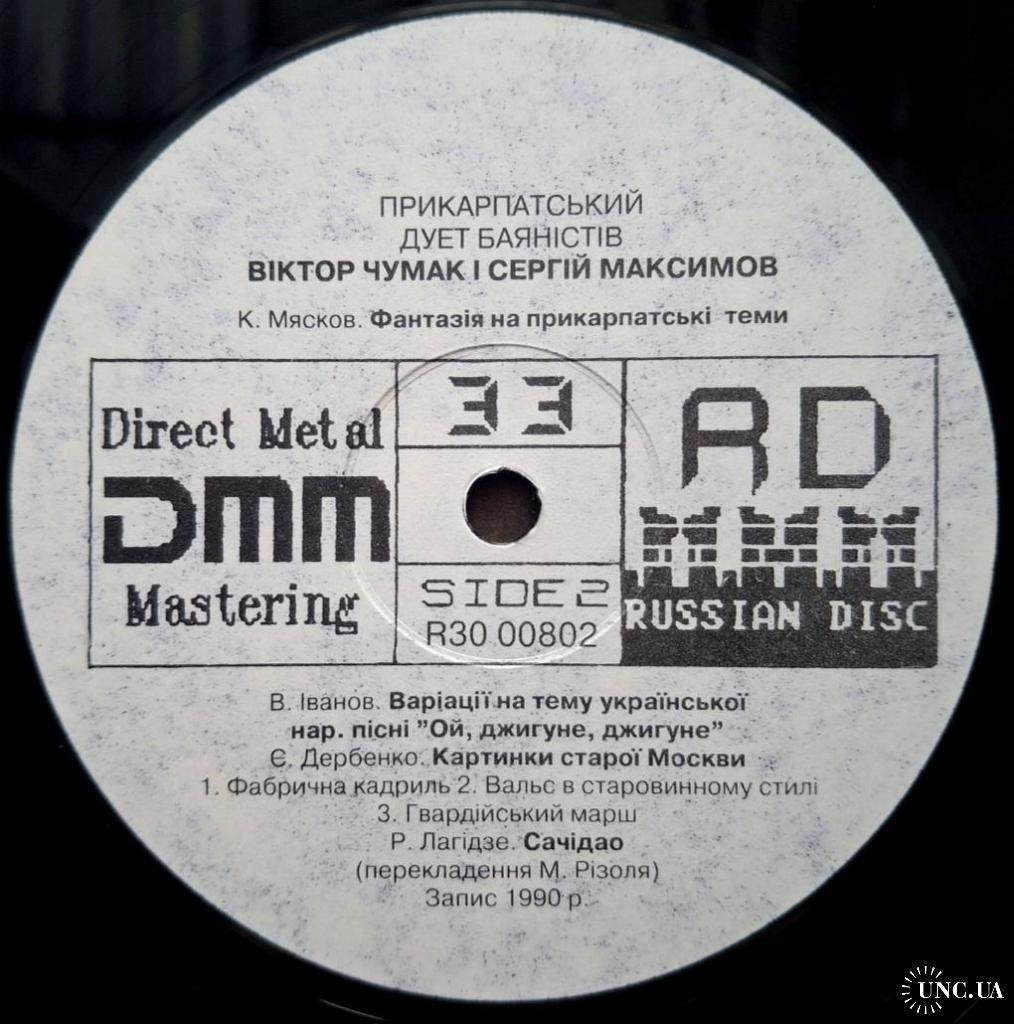 ПРИКАРПАТСЬКИЙ
ДУЕТ БАЯНІСТІВ
ВІКТОР ЧУМАК І СЕРГІЙ МАКСИМОВ
К. Мясков. Фантазія на прикарпатські теми
Direct Metal
DMM
Mastering
33
SIDE 2
R30 00802
RD
RUSSIAN DISC
В. Іванов. Варіації на тему української
нар. пісні "Ой, джигуне, джигуне"
Є. Дербенко. Картинки старої Москви
1. Фабрична кадриль 2. Вальс в старовинному стилі
3. Гвардійський марш
Р. Лагідзе. Сачідао
(перекладення М. Різоля)
Запис 1990 р.
UNC.UA